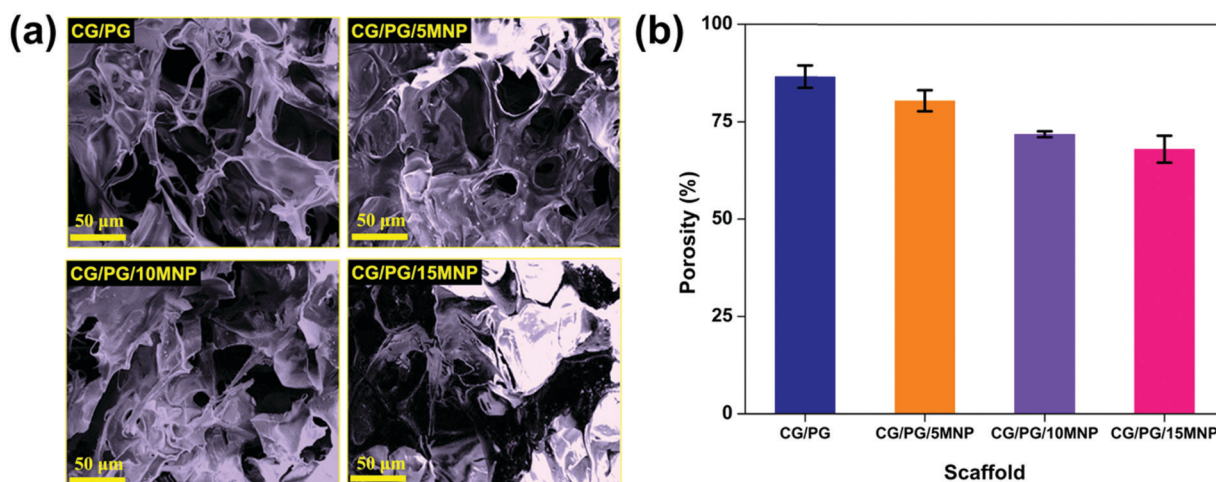 (a)
CG/PG
50 µm
CG/PG/5MNP
50 µm
CG/PG/10MNP
50 µm
CG/PG/15MNP
50 µm
(b)
100
75
50
25
0
Porosity (%)
CG/PG CG/PG/5MNP CG/PG/10MNP CG/PG/15MNP
Scaffold